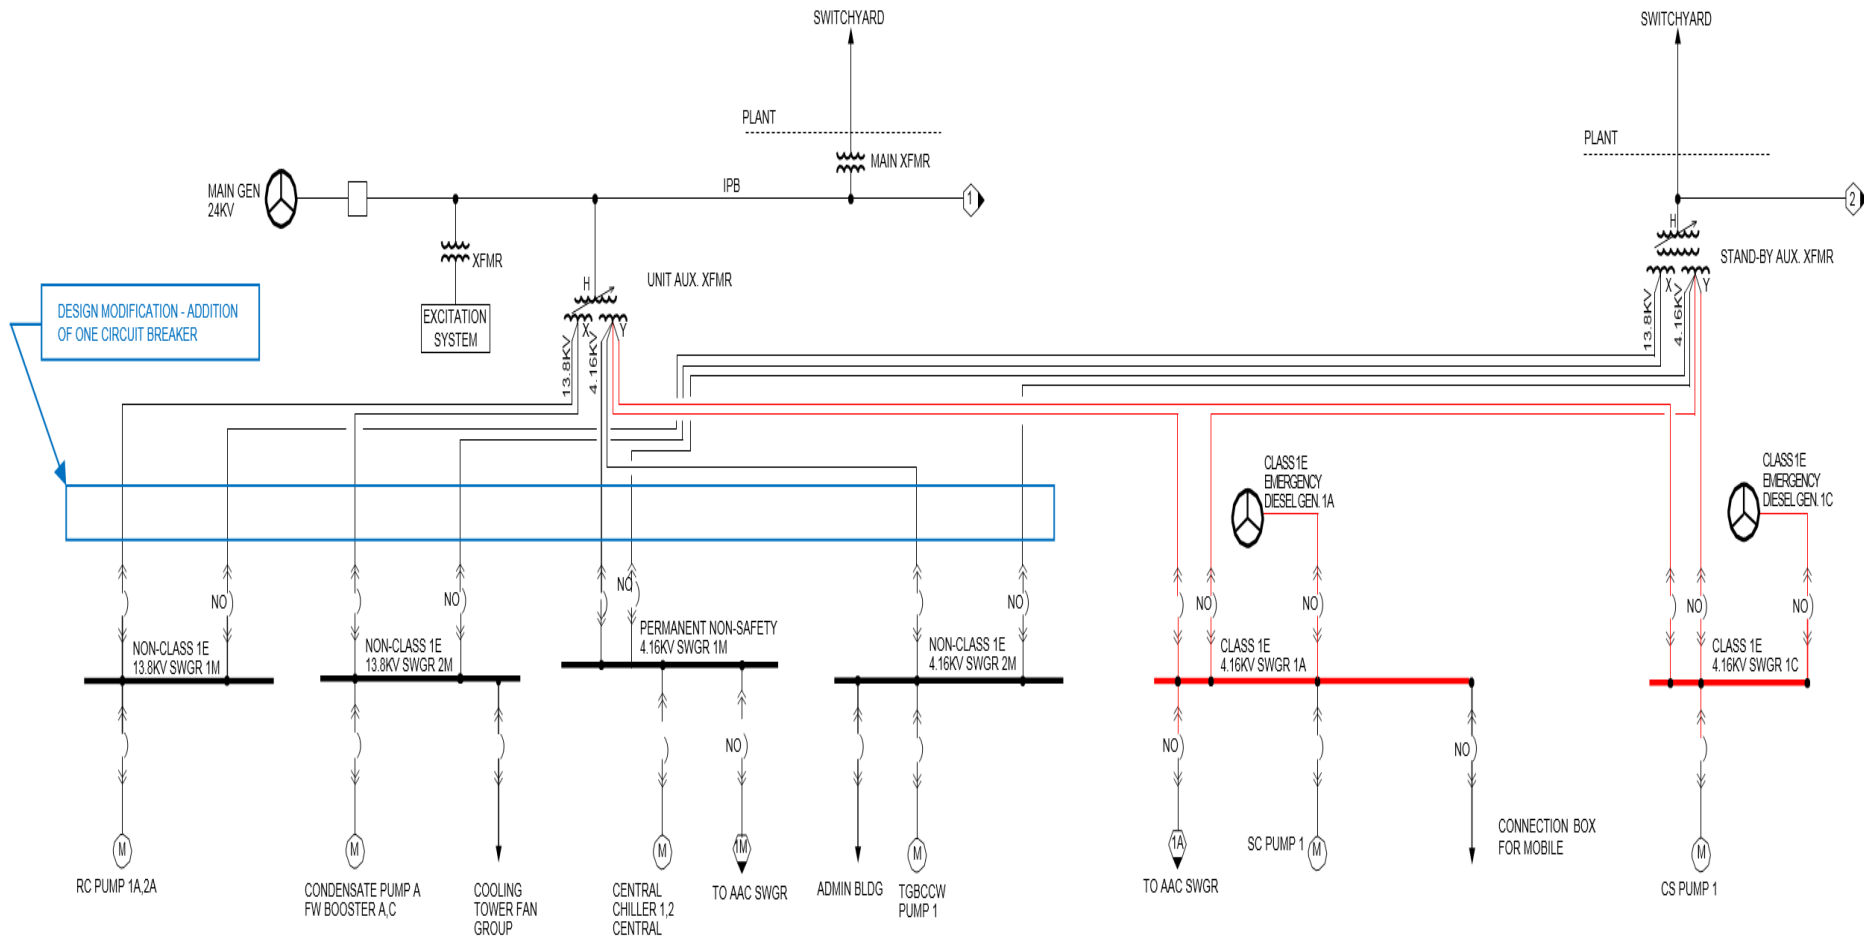 SWITCHYARD
SWITCHYARD
PLANT
PLANT
MAIN XFMR
MAIN GEN
24KV
IPB
1
2
H
XFMR
UNIT AUX. XFMR
STAND-BY AUX. XFMR
H
X
Y
X
Y
13.8KV
4.16KV
13.8KV
4.16KV
EXCITATION
SYSTEM
DESIGN MODIFICATION - ADDITION
OF ONE CIRCUIT BREAKER
CLASS 1E
EMERGENCY
DIESEL GEN. 1A
CLASS 1E
EMERGENCY
DIESEL GEN. 1C
NO
NO
NO
NO
NO
NO
NO
NO
NON-CLASS 1E
13.8KV SWGR 1M
NON-CLASS 1E
13.8KV SWGR 2M
PERMANENT NON-SAFETY
4.16KV SWGR 1M
NON-CLASS 1E
4.16KV SWGR 2M
CLASS 1E
4.16KV SWGR 1A
CLASS 1E
4.16KV SWGR 1C
NO
NO
NO
M
M
M
1M
M
1A
M
M
RC PUMP 1A,2A
CONDENSATE PUMP A
FW BOOSTER A,C
COOLING
TOWER FAN
GROUP
CENTRAL
CHILLER 1,2
CENTRAL
TO AAC SWGR
ADMIN BLDG
TGBCCW
PUMP 1
TO AAC SWGR
SC PUMP 1
CONNECTION BOX
FOR MOBILE
CS PUMP 1